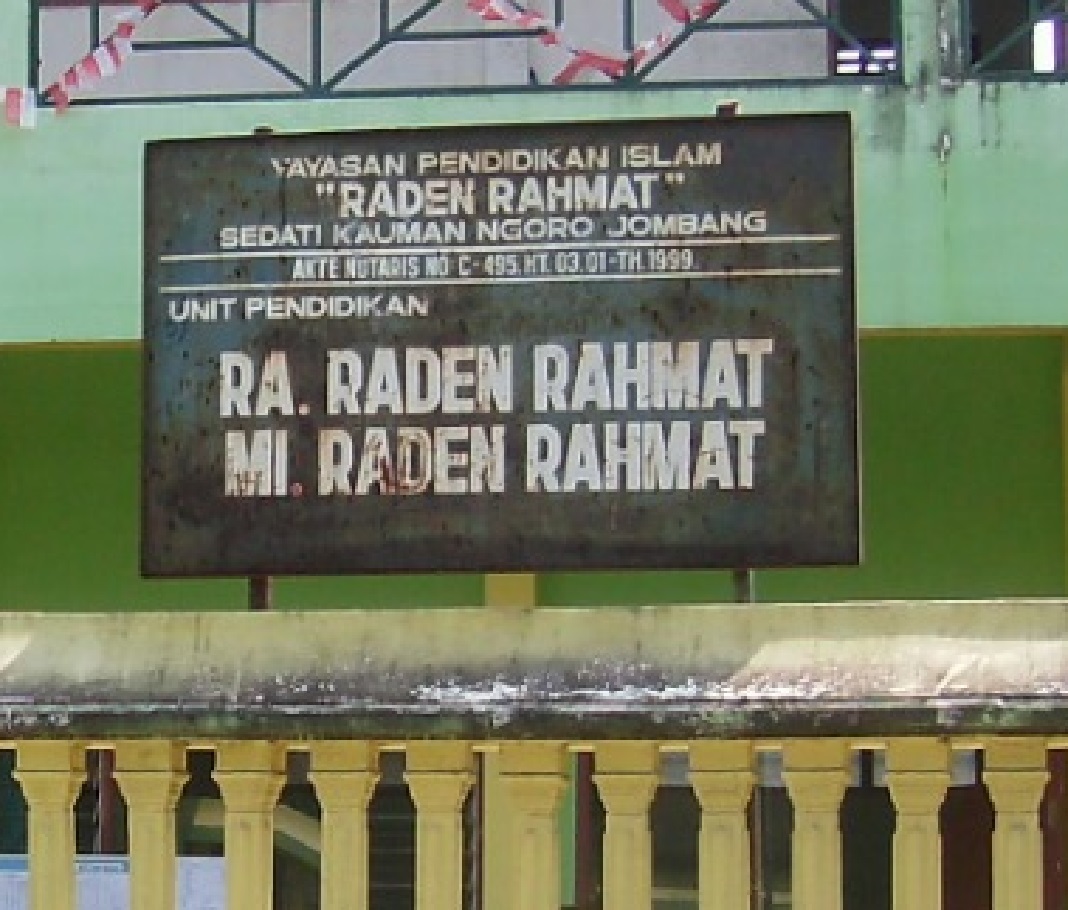 YAYASAN PENDIDIKAN ISLAM
"RADEN RAHMAT"
SEDATI KAUMAN NGORO JOMBANG
AKTE NOTARIS NO C-495.HT.03.01-TH.1999
UNIT PENDIDIKAN
RA. RADEN RAHMAT
MI. RADEN RAHMAT